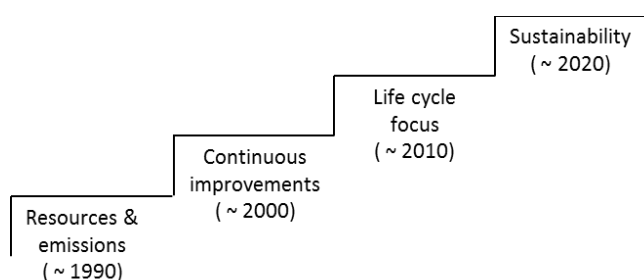 Sustainability
( ~ 2020)
Life cycle
focus
( ~ 2010)
Continuous
improvements
( ~ 2000)
Resources &
emissions
( ~ 1990)